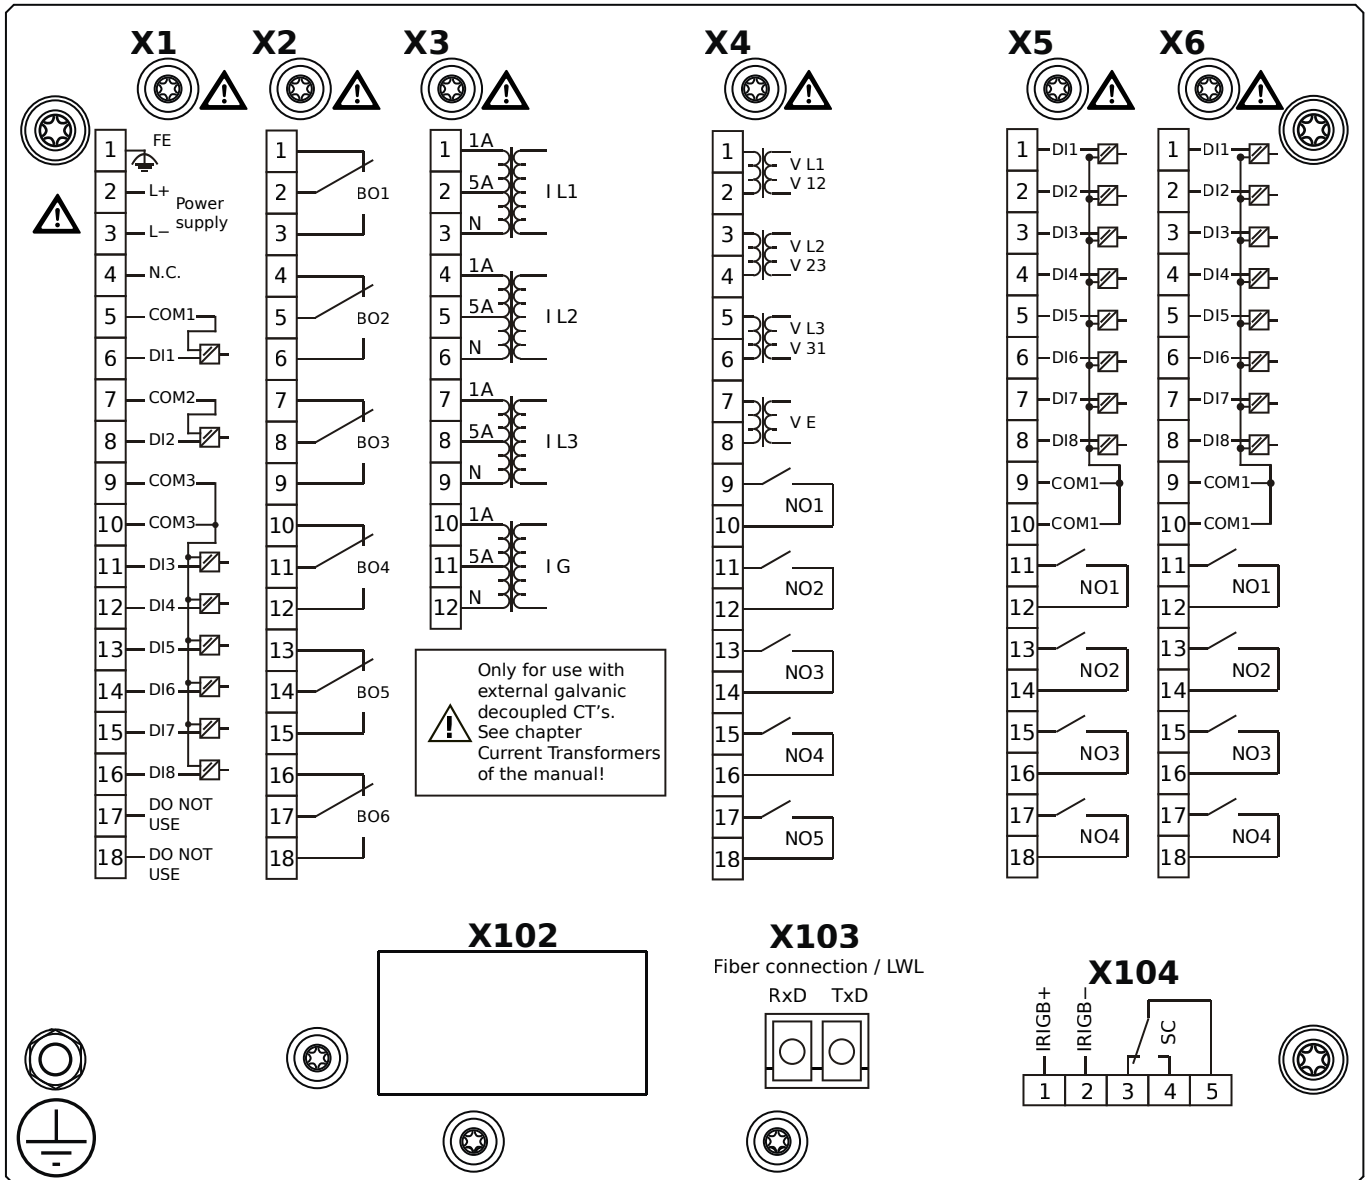 X1 X2 X3 X4 X5 X6
1 FE
2 L+
Power
supply
3 L−
4 N.C.
5 COM1
6 DI1
7 COM2
8 DI2
9 COM3
10 COM3
11 DI3
12 DI4
13 DI5
14 DI6
15 DI7
16 DI8
17 DO NOT
USE
18 DO NOT
USE
1
2 BO1
3
4
5 BO2
6
7
8 BO3
9
10
11 BO4
12
13
14 BO5
15
16
17 BO6
18
1 1A
2 5A I L1
3 N
4 1A
5 5A I L2
6 N
7 1A
8 5A I L3
9 N
10 1A
11 5A I G
12 N
Only for use with
external galvanic
decoupled CT's.
See chapter
Current Transformers
of the manual!
1 V L1
2 V 12
3 V L2
4 V 23
5 V L3
6 V 31
7 V E
8
9
NO1
10
11
NO2
12
13
NO3
14
15
NO4
16
17
NO5
18
1 DI1
2 DI2
3 DI3
4 DI4
5 DI5
6 DI6
7 DI7
8 DI8
9 COM1
10 COM1
11
NO1
12
13
NO2
14
15
NO3
16
17
NO4
18
1 DI1
2 DI2
3 DI3
4 DI4
5 DI5
6 DI6
7 DI7
8 DI8
9 COM1
10 COM1
11
NO1
12
13
NO2
14
15
NO3
16
17
NO4
18
X102
X103
Fiber connection / LWL
RxD TxD
X104
IRIGB+
IRIGB−
SC
1 2 3 4 5